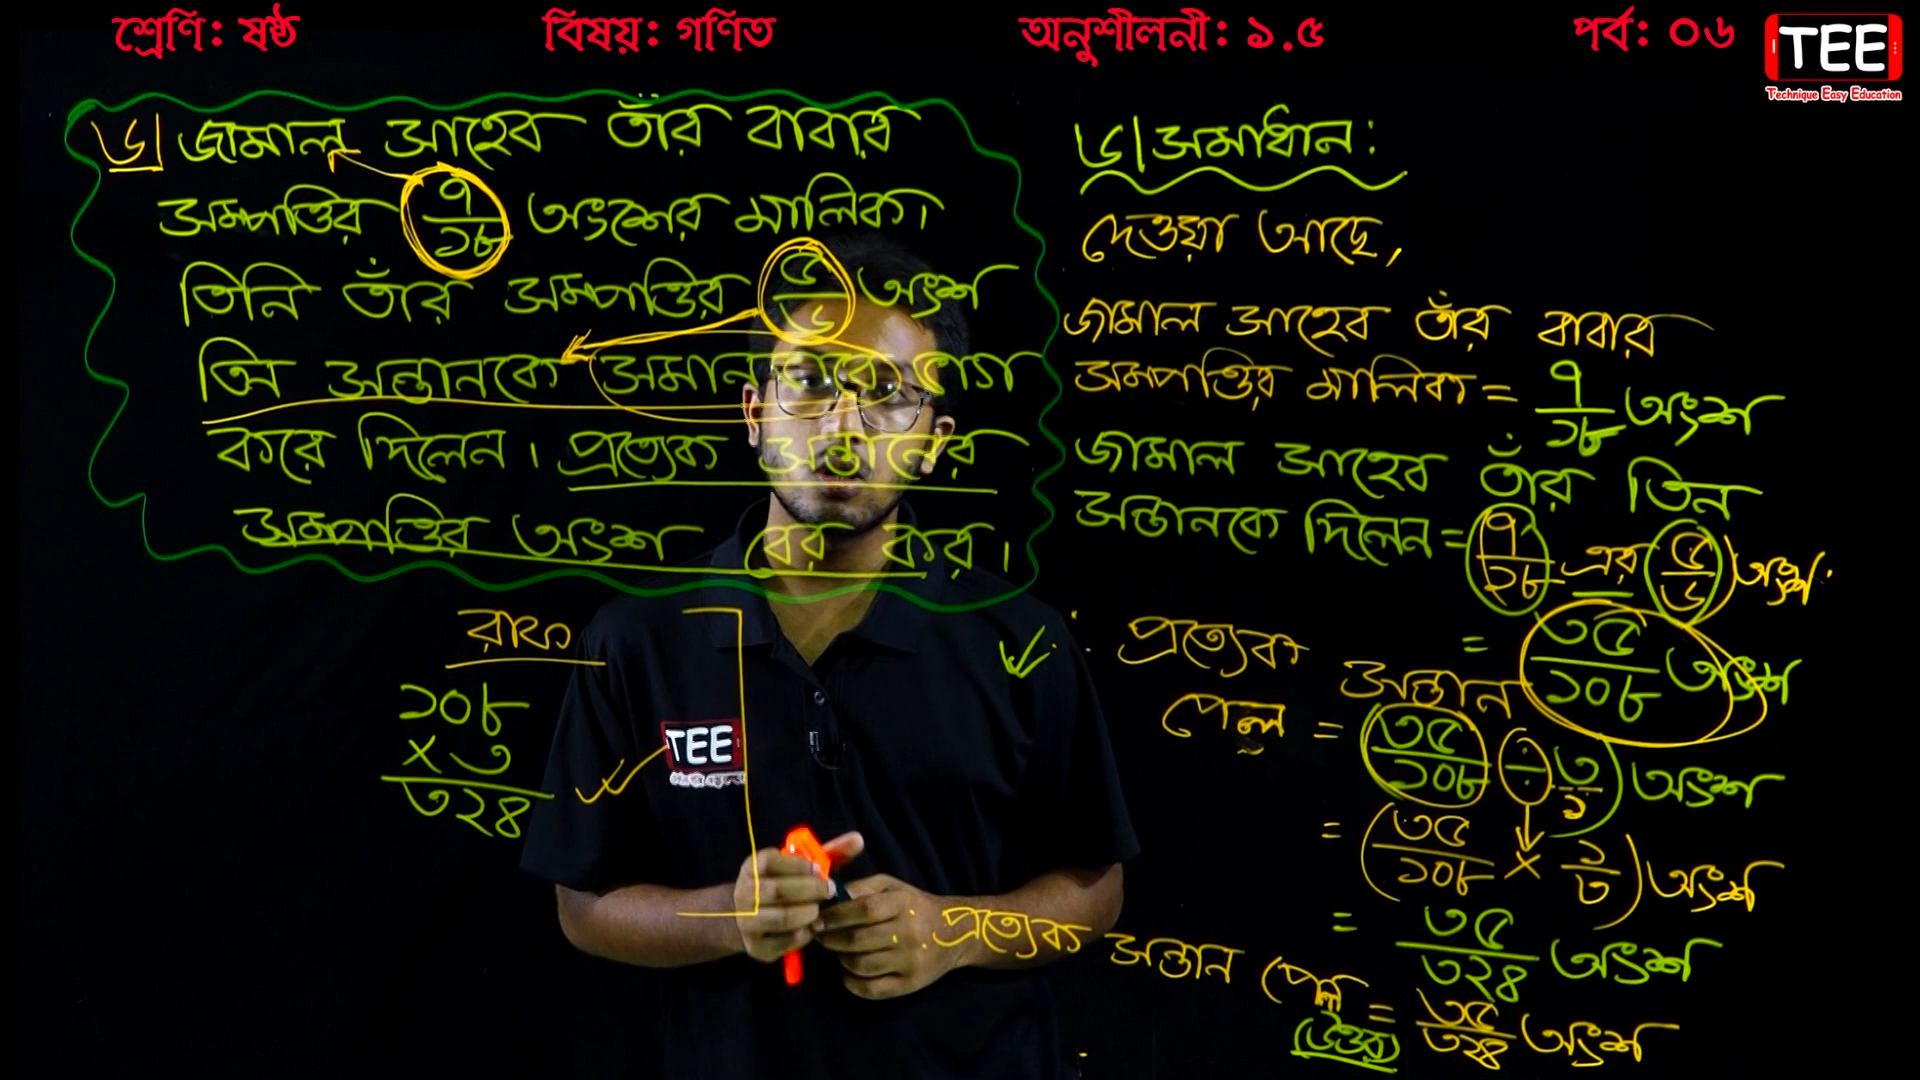 শ্রেণি: ষষ্ঠ বিষয়: গণিত অনুশীলনী: ১.৫ পর্ব: ০৬
TEE
Technique Easy Education
৬| জামাল সাহেব তাঁর বাবার
সম্পত্তির ৭/১৮ অংশের মালিক।
তিনি তাঁর সম্পত্তির ৫/৬ অংশ
তিন সন্তানকে সমানভাবে ভাগ
করে দিলেন। প্রত্যেক সন্তানের
সম্পত্তির অংশ বের কর।
রাফ
১০৮
× ৩
৩২৪
TEE
৬| সমাধান:
দেওয়া আছে,
জামাল সাহেব তাঁর বাবার
সম্পত্তির মালিক = ৭/১৮ অংশ
জামাল সাহেব তাঁর তিন
সন্তানকে দিলেন = (৭/১৮ এর ৫/৬) অংশ
= ৩৫/১০৮ অংশ
∴ প্রত্যেক সন্তান
পেল = (৩৫/১০৮ ÷ ৩/১) অংশ
= (৩৫/১০৮ × ১/৩) অংশ
= ৩৫/৩২৪ অংশ
∴ প্রত্যেক সন্তান পেল = ৩৫/৩২৪ অংশ
(উত্তর)